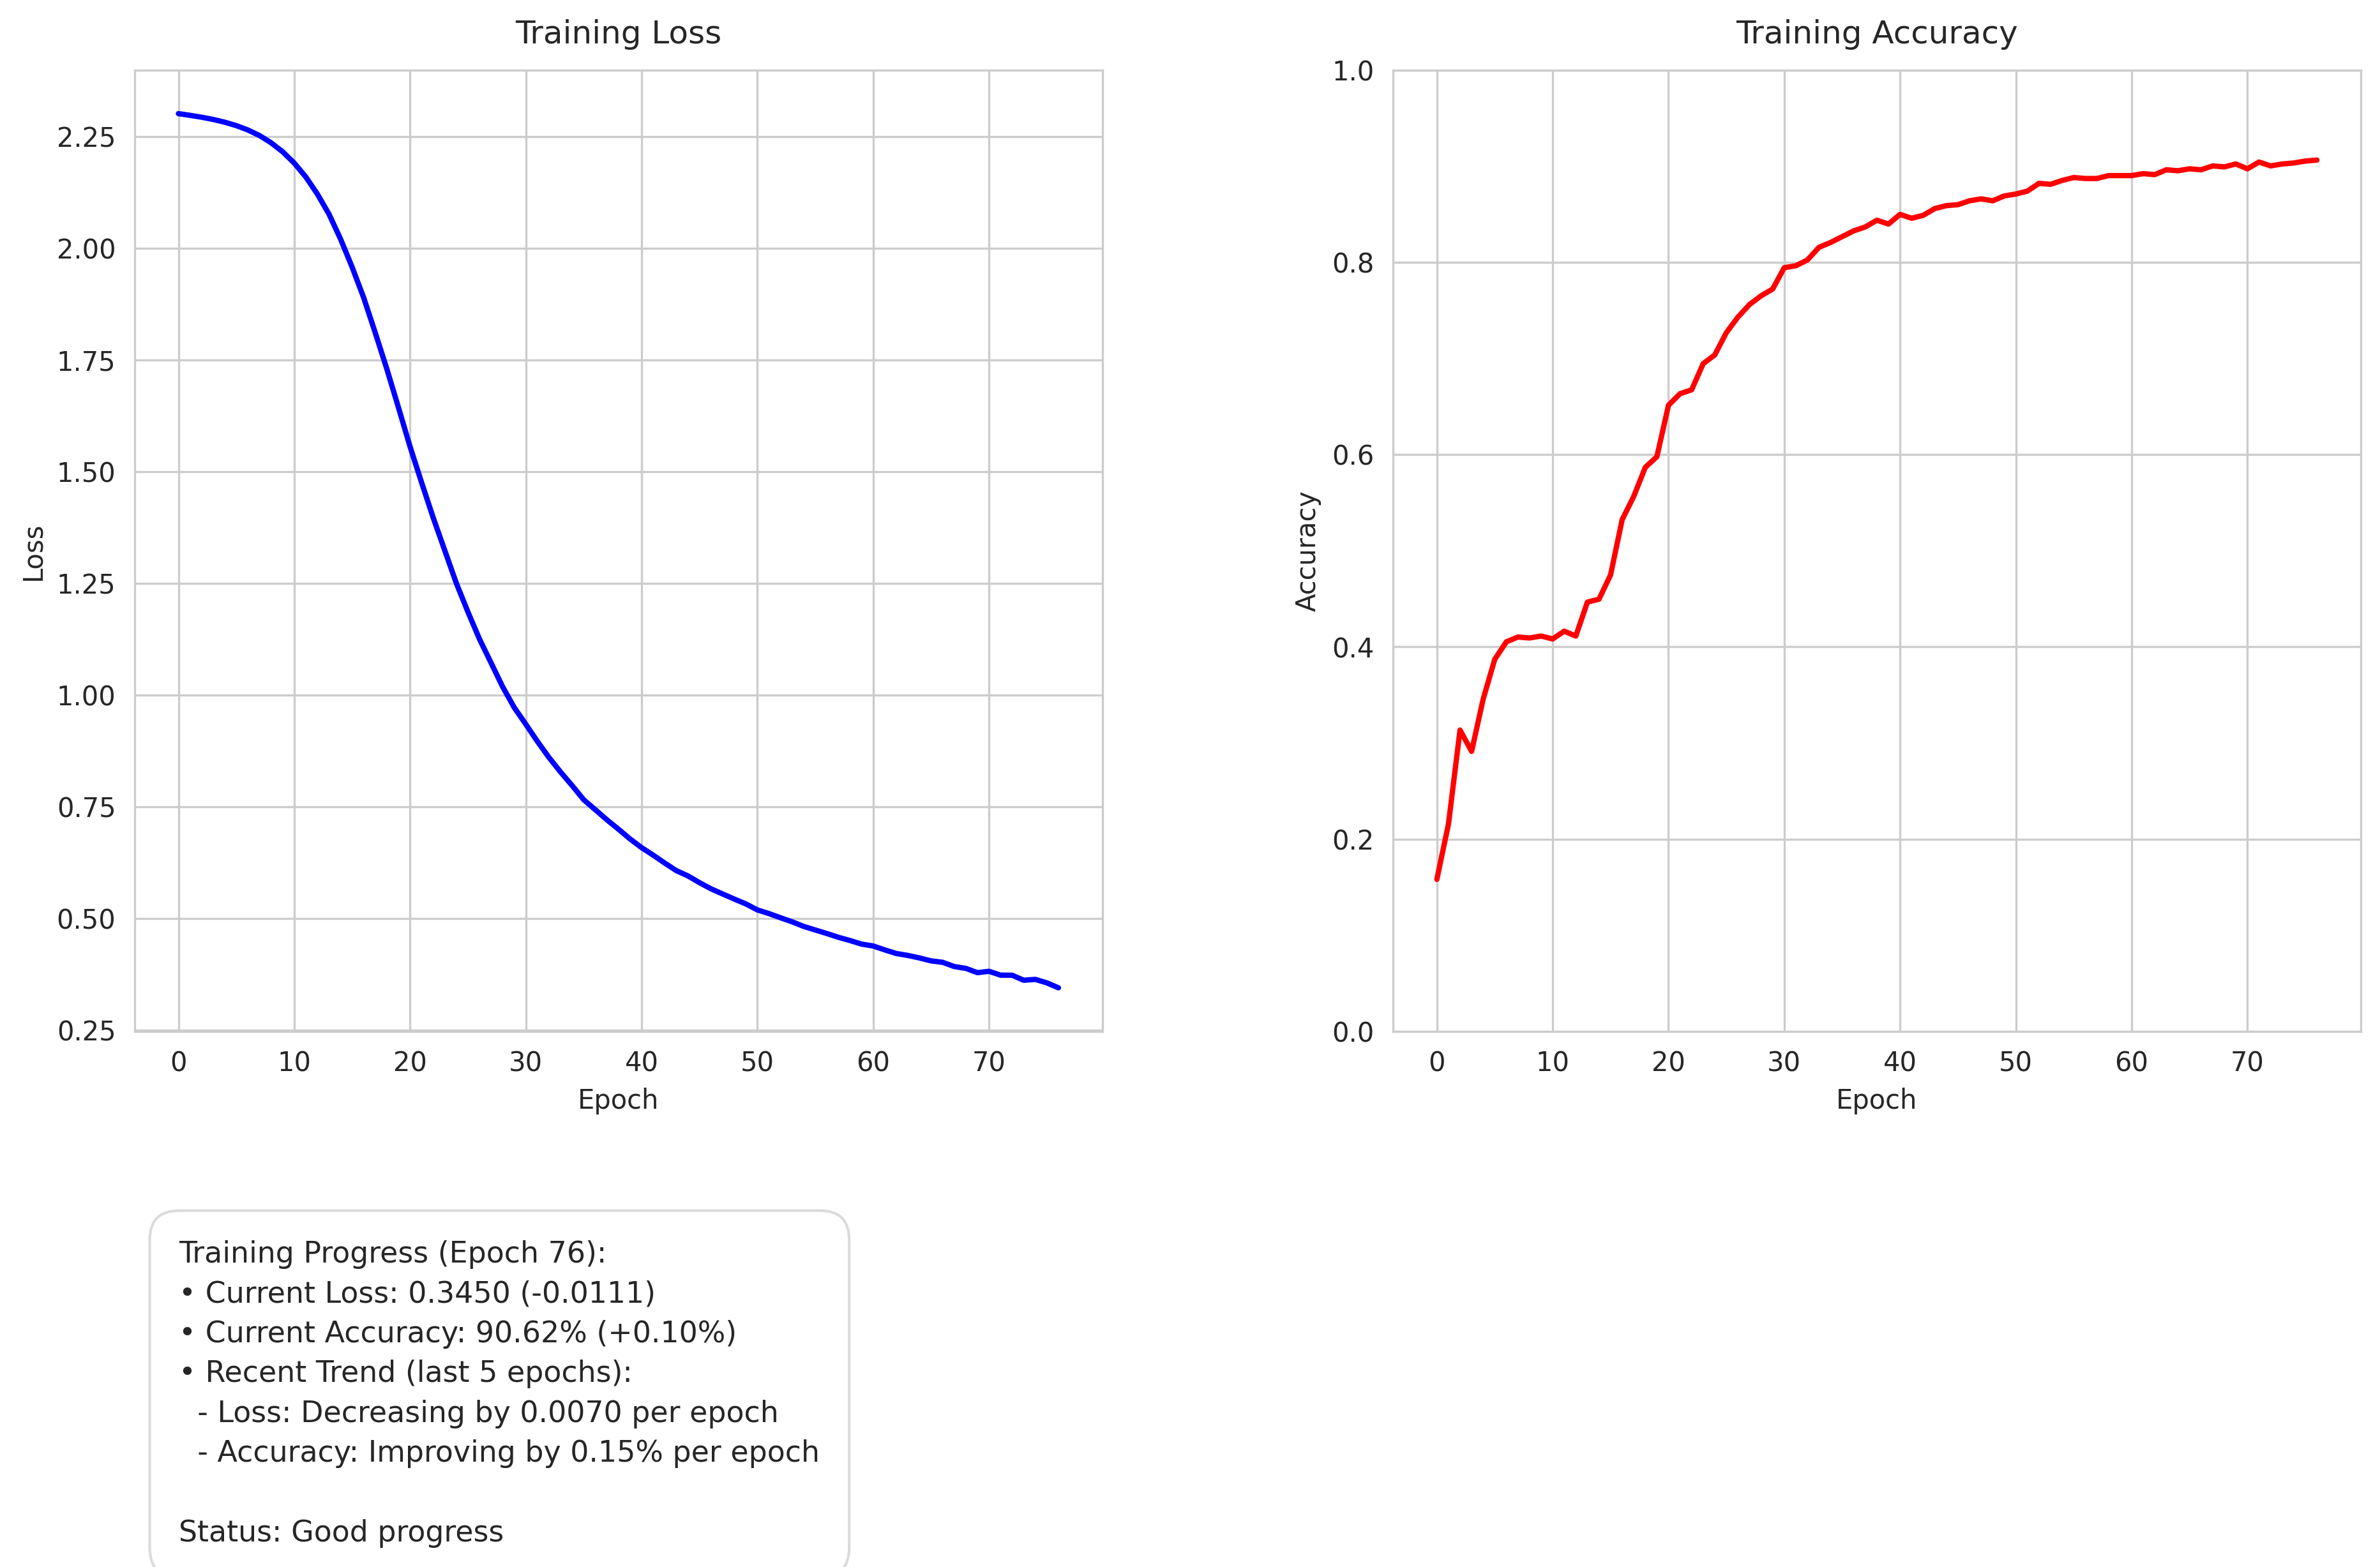 Training Loss
Loss
2.25
2.00
1.75
1.50
1.25
1.00
0.75
0.50
0.25
0 10 20 30 40 50 60 70
Epoch
Training Accuracy
Accuracy
1.0
0.8
0.6
0.4
0.2
0.0
0 10 20 30 40 50 60 70
Epoch
Training Progress (Epoch 76):
• Current Loss: 0.3450 (-0.0111)
• Current Accuracy: 90.62% (+0.10%)
• Recent Trend (last 5 epochs):
- Loss: Decreasing by 0.0070 per epoch
- Accuracy: Improving by 0.15% per epoch
Status: Good progress